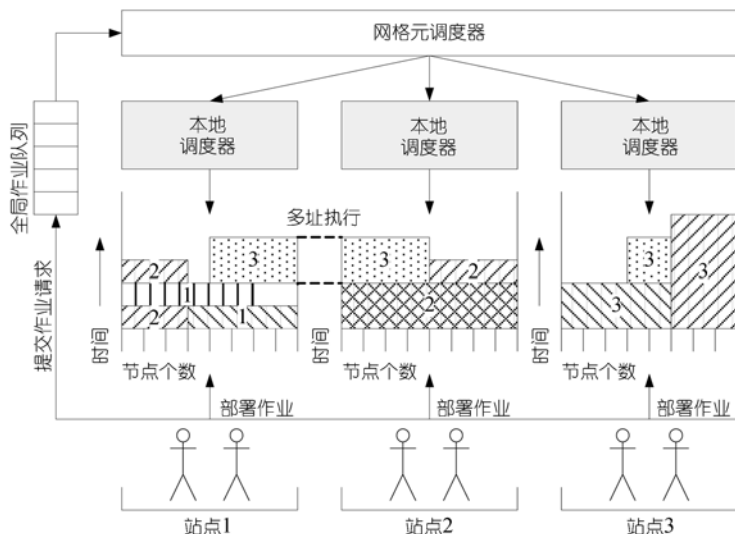 网格元调度器
全局作业队列
本地
调度器
本地
调度器
本地
调度器
多址执行
3
3
2
2
3
3
1
2
2
1
3
提交作业请求
时间
时间
时间
节点个数
节点个数
节点个数
部署作业
部署作业
部署作业
站点1
站点2
站点3